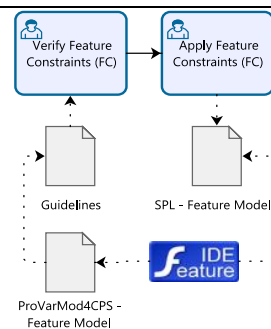 Verify Feature
Constraints (FC)
Apply Feature
Constraints (FC)
Guidelines
SPL - Feature Model
IDE
Feature
ProVarMod4CPS -
Feature Model